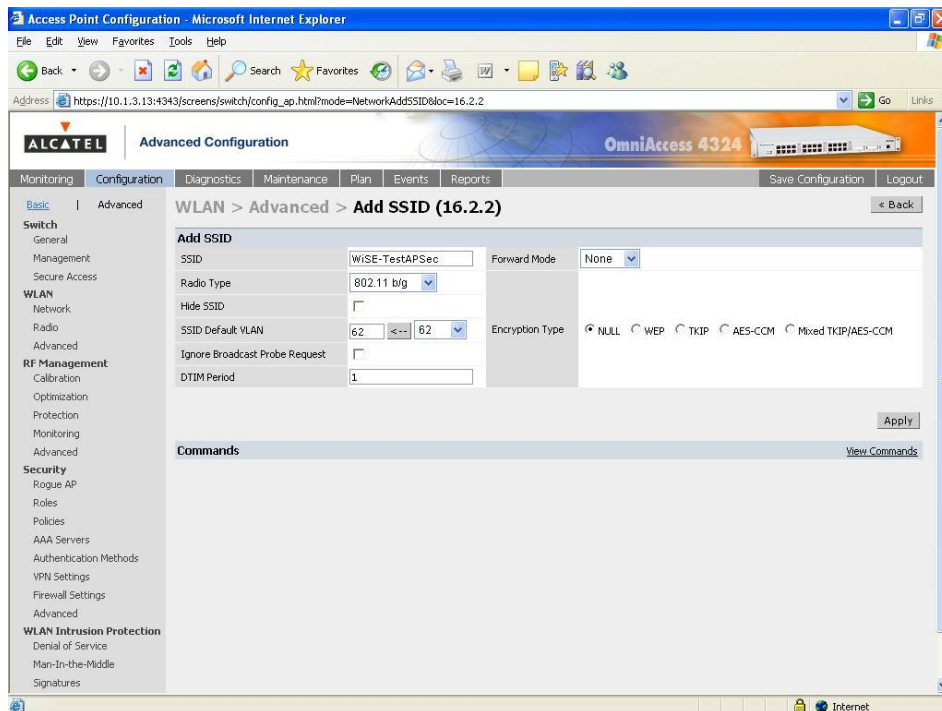 Access Point Configuration - Microsoft Internet Explorer
File Edit View Favorites Tools Help
Back Search Favorites
Address https://10.1.3.13:4343/screens/switch/config_ap.html?mode=NetworkAddSSID&loc=16.2.2 Go Links
ALCATEL Advanced Configuration OmniAccess 4324
Monitoring Configuration Diagnostics Maintenance Plan Events Reports Save Configuration Logout
Basic | Advanced
WLAN > Advanced > Add SSID (16.2.2) « Back
Switch
General
Management
Secure Access
WLAN
Network
Radio
Advanced
RF Management
Calibration
Optimization
Protection
Monitoring
Advanced
Security
Rogue AP
Roles
Policies
AAA Servers
Authentication Methods
VPN Settings
Firewall Settings
Advanced
WLAN Intrusion Protection
Denial of Service
Man-In-the-Middle
Signatures
Add SSID
SSID WiSE-TestAPSec Forward Mode None
Radio Type 802.11 b/g
Hide SSID
SSID Default VLAN 62 <-- 62 Encryption Type NULL WEP TKIP AES-CCM Mixed TKIP/AES-CCM
Ignore Broadcast Probe Request
DTIM Period 1
Apply
Commands View Commands
Internet